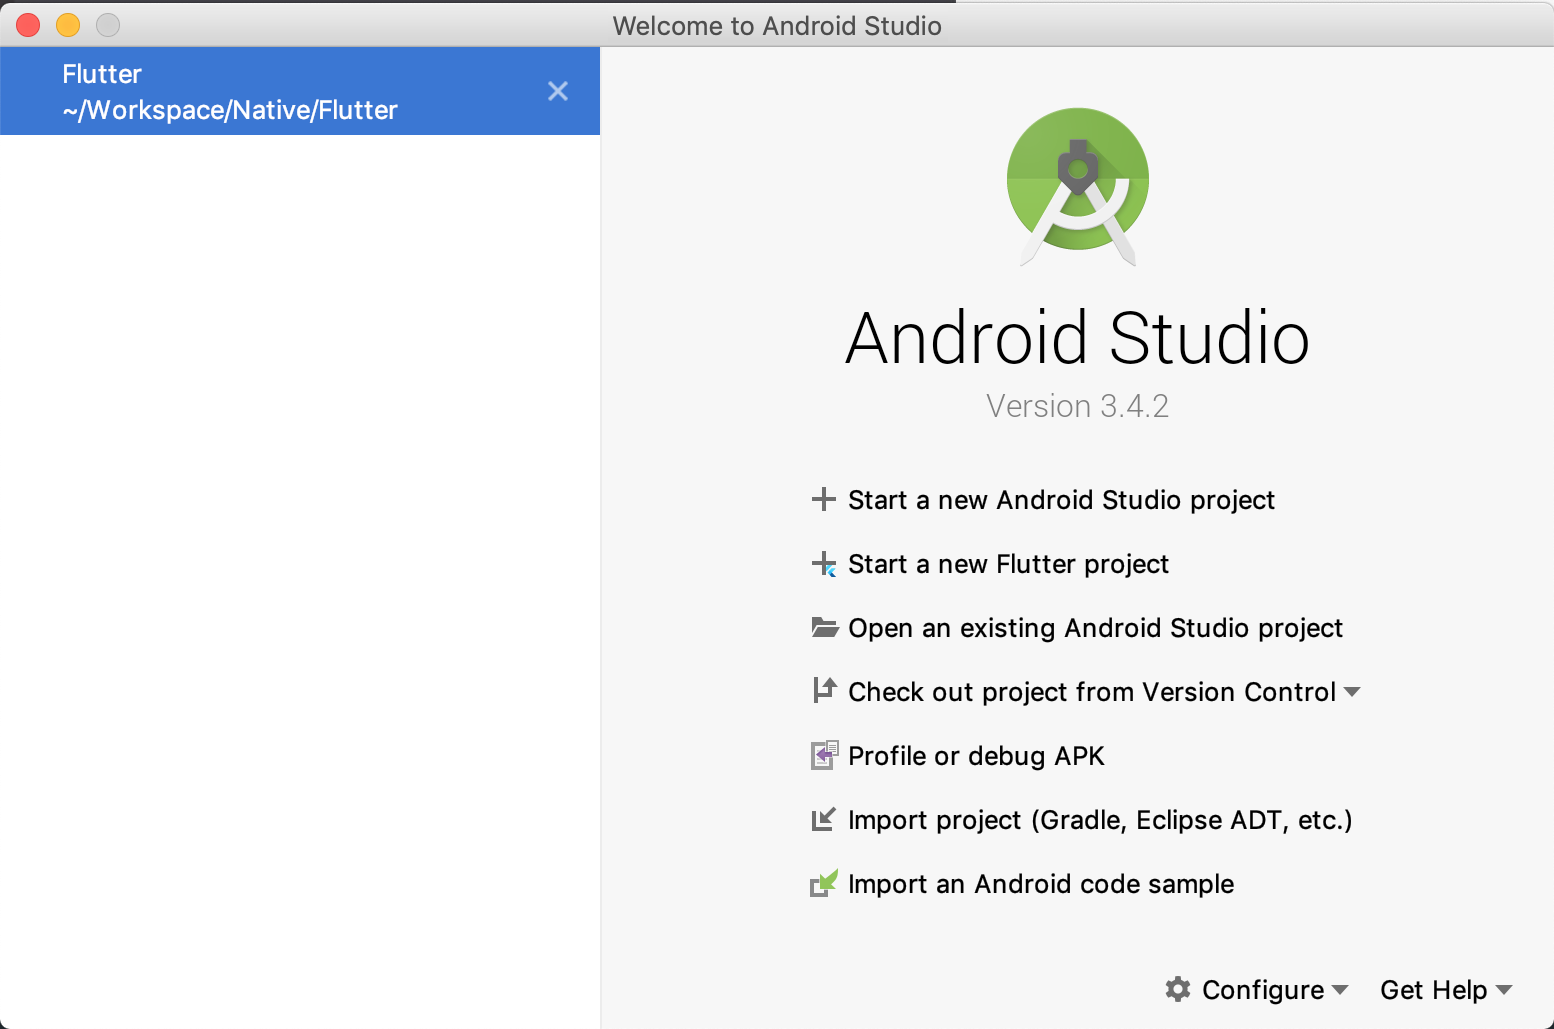 Welcome to Android Studio
Flutter
~/Workspace/Native/Flutter
Android Studio
Version 3.4.2
Start a new Android Studio project
Start a new Flutter project
Open an existing Android Studio project
Check out project from Version Control
Profile or debug APK
Import project (Gradle, Eclipse ADT, etc.)
Import an Android code sample
Configure Get Help